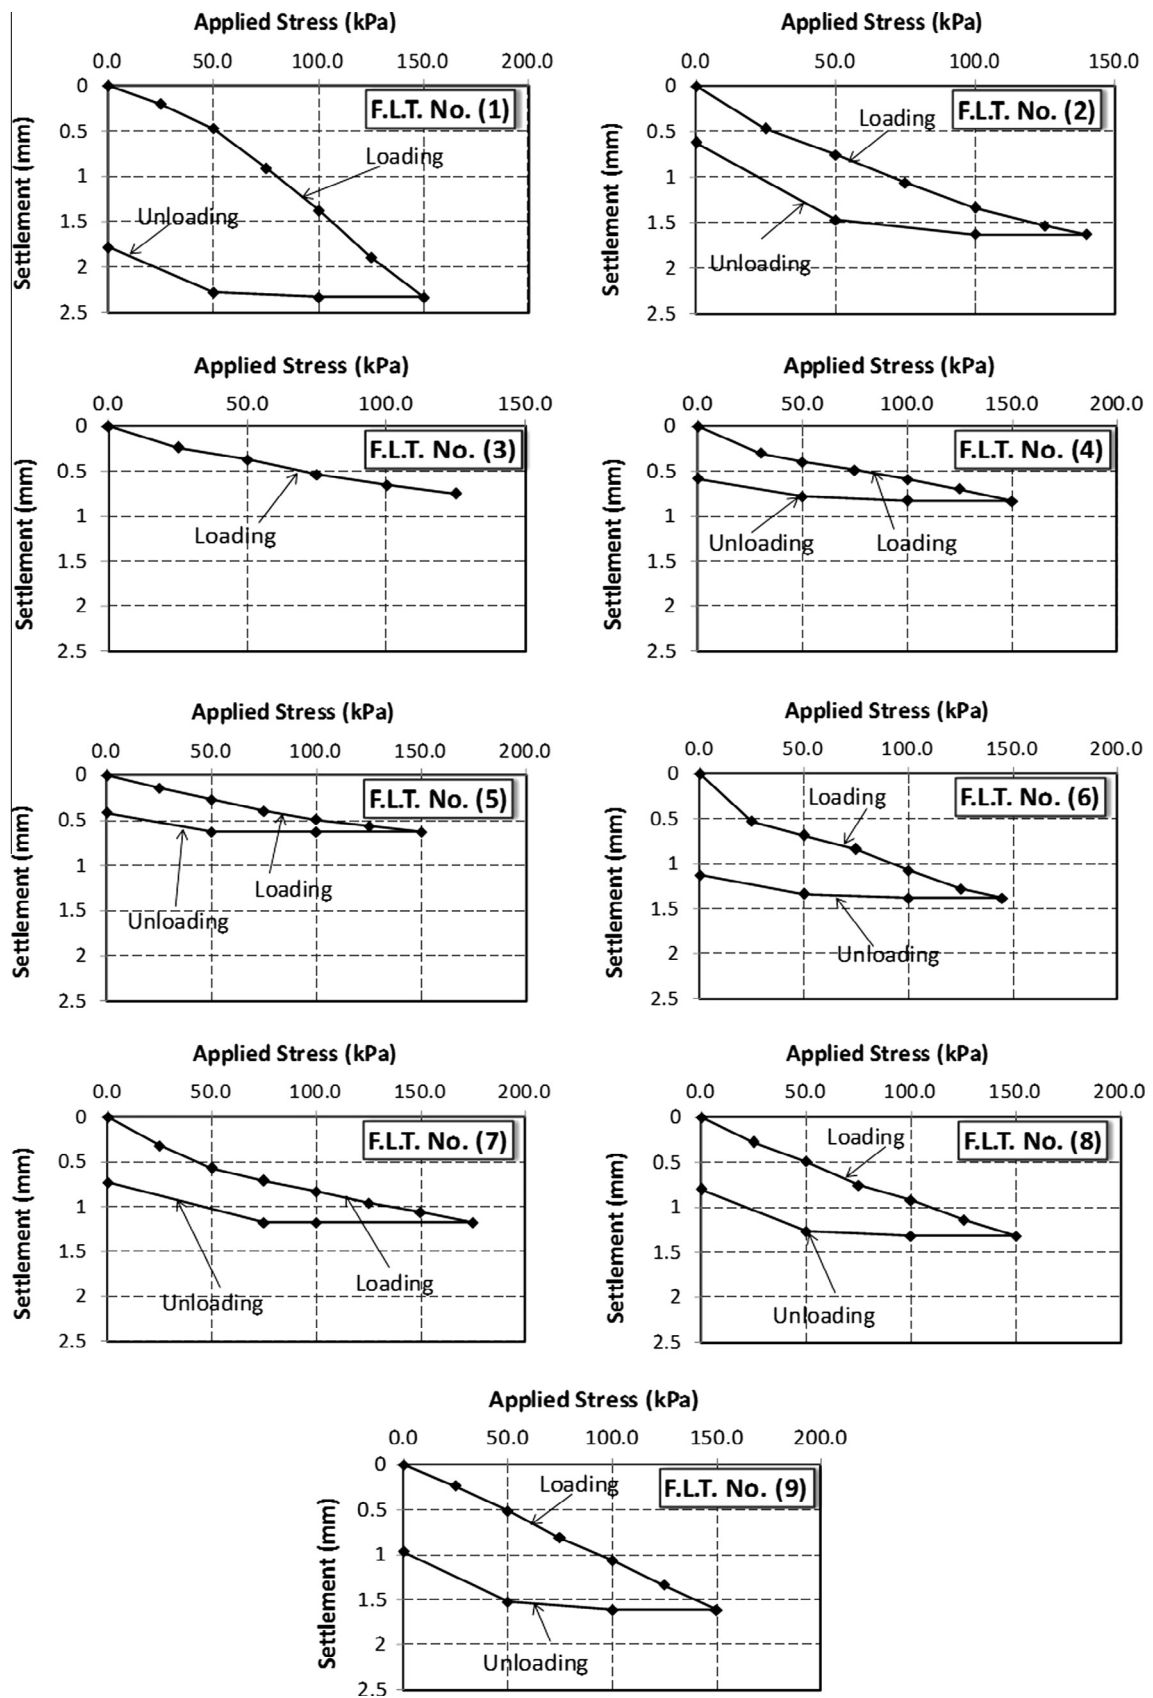 Applied Stress (kPa)
0.0 50.0 100.0 150.0 200.0
F.L.T. No. (1)
Settlement (mm)
0
0.5
1
1.5
2
2.5
Loading
Unloading
Applied Stress (kPa)
0.0 50.0 100.0 150.0
F.L.T. No. (2)
Settlement (mm)
0
0.5
1
1.5
2
2.5
Loading
Unloading
Applied Stress (kPa)
0.0 50.0 100.0 150.0
F.L.T. No. (3)
Settlement (mm)
0
0.5
1
1.5
2
2.5
Loading
Applied Stress (kPa)
0.0 50.0 100.0 150.0 200.0
F.L.T. No. (4)
Settlement (mm)
0
0.5
1
1.5
2
2.5
Unloading Loading
Applied Stress (kPa)
0.0 50.0 100.0 150.0 200.0
F.L.T. No. (5)
Settlement (mm)
0
0.5
1
1.5
2
2.5
Loading
Unloading
Applied Stress (kPa)
0.0 50.0 100.0 150.0 200.0
F.L.T. No. (6)
Settlement (mm)
0
0.5
1
1.5
2
2.5
Loading
Unloading
Applied Stress (kPa)
0.0 50.0 100.0 150.0 200.0
F.L.T. No. (7)
Settlement (mm)
0
0.5
1
1.5
2
2.5
Loading
Unloading
Applied Stress (kPa)
0.0 50.0 100.0 150.0 200.0
F.L.T. No. (8)
Settlement (mm)
0
0.5
1
1.5
2
2.5
Loading
Unloading
Applied Stress (kPa)
0.0 50.0 100.0 150.0 200.0
F.L.T. No. (9)
Settlement (mm)
0
0.5
1
1.5
2
2.5
Loading
Unloading